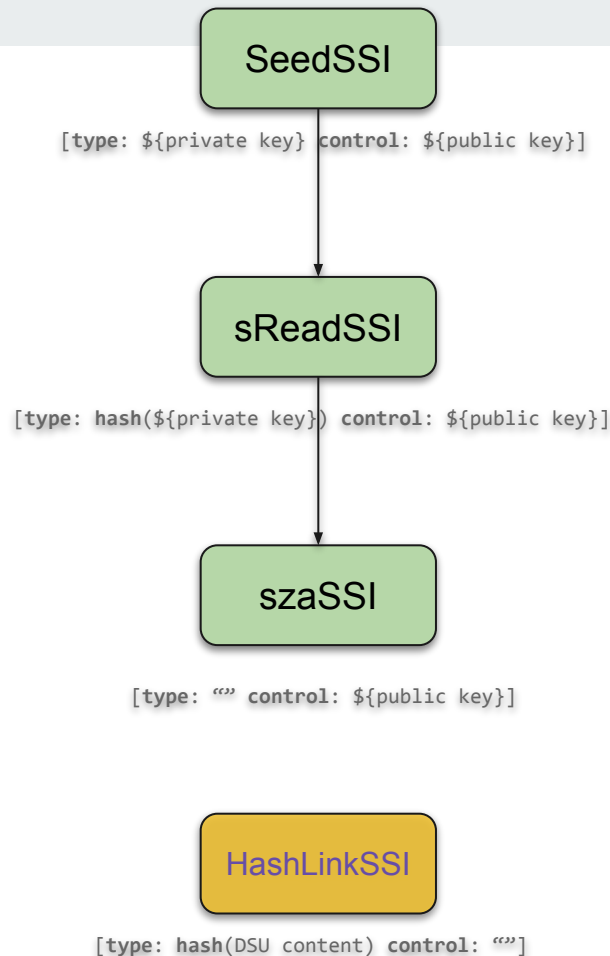 SeedSSI
[type: ${private key} control: ${public key}]
sReadSSI
[type: hash(${private key}) control: ${public key}]
szaSSI
[type: “” control: ${public key}]
HashLinkSSI
[type: hash(DSU content) control: “”]